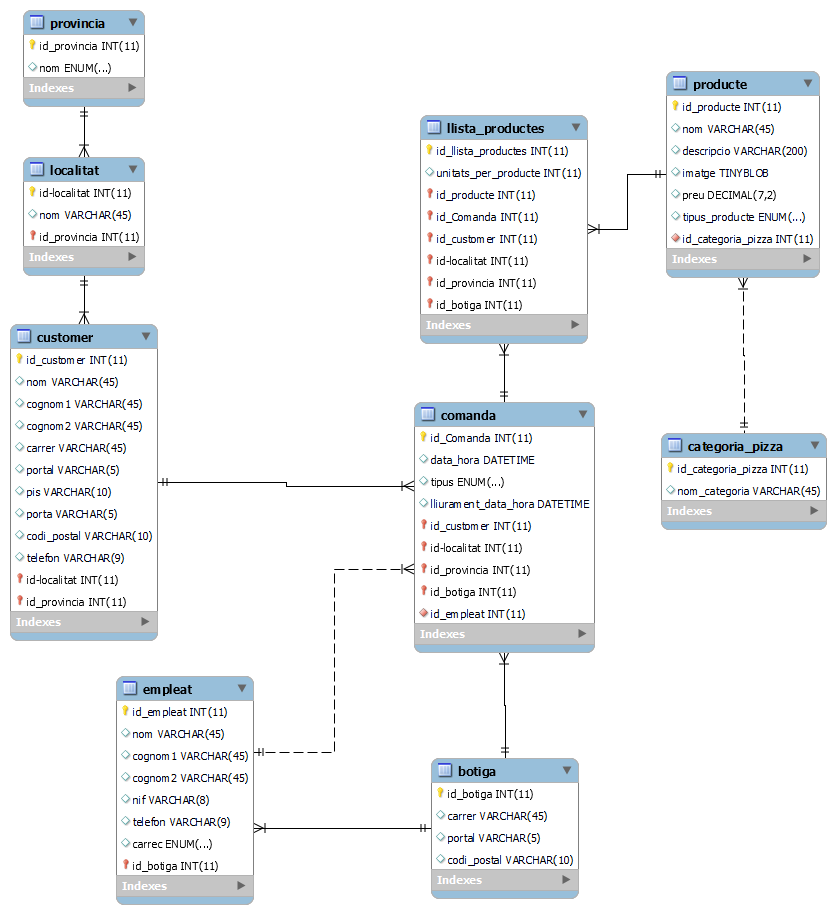 provincia
id_provincia INT(11)
nom ENUM(...)
Indexes
localitat
id-localitat INT(11)
nom VARCHAR(45)
id_provincia INT(11)
Indexes
customer
id_customer INT(11)
nom VARCHAR(45)
cognom1 VARCHAR(45)
cognom2 VARCHAR(45)
carrer VARCHAR(45)
portal VARCHAR(5)
pis VARCHAR(10)
porta VARCHAR(5)
codi_postal VARCHAR(10)
telefon VARCHAR(9)
id-localitat INT(11)
id_provincia INT(11)
Indexes
llista_productes
id_llista_productes INT(11)
unitats_per_producte INT(11)
id_producte INT(11)
id_Comanda INT(11)
id_customer INT(11)
id-localitat INT(11)
id_provincia INT(11)
id_botiga INT(11)
Indexes
producte
id_producte INT(11)
nom VARCHAR(45)
descripcio VARCHAR(200)
imatge TINYBLOB
preu DECIMAL(7,2)
tipus_producte ENUM(...)
id_categoria_pizza INT(11)
Indexes
comanda
id_Comanda INT(11)
data_hora DATETIME
tipus ENUM(...)
lliurament_data_hora DATETIME
id_customer INT(11)
id-localitat INT(11)
id_provincia INT(11)
id_botiga INT(11)
id_empleat INT(11)
Indexes
categoria_pizza
id_categoria_pizza INT(11)
nom_categoria VARCHAR(45)
Indexes
empleat
id_empleat INT(11)
nom VARCHAR(45)
cognom1 VARCHAR(45)
cognom2 VARCHAR(45)
nif VARCHAR(8)
telefon VARCHAR(9)
carrec ENUM(...)
id_botiga INT(11)
Indexes
botiga
id_botiga INT(11)
carrer VARCHAR(45)
portal VARCHAR(5)
codi_postal VARCHAR(10)
Indexes